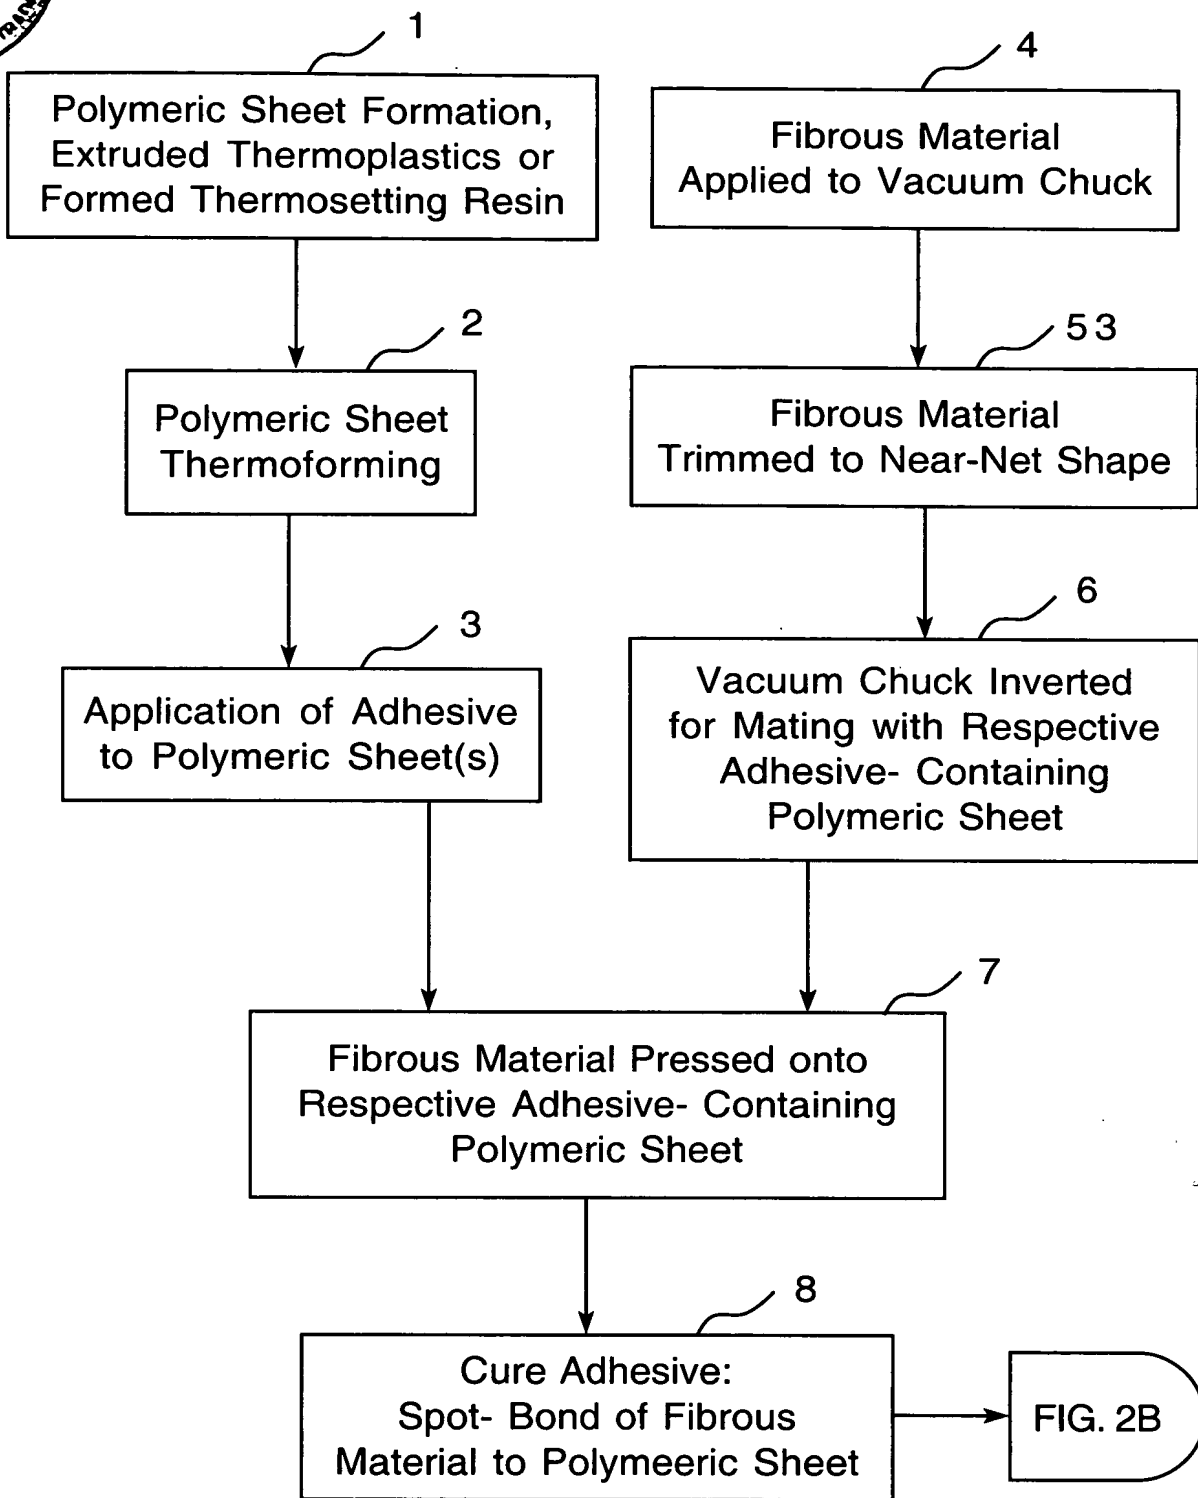 1
Polymeric Sheet Formation,
Extruded Thermoplastics or
Formed Thermosetting Resin
2
Polymeric Sheet
Thermoforming
3
Application of Adhesive
to Polymeric Sheet(s)
4
Fibrous Material
Applied to Vacuum Chuck
53
Fibrous Material
Trimmed to Near-Net Shape
6
Vacuum Chuck Inverted
for Mating with Respective
Adhesive- Containing
Polymeric Sheet
7
Fibrous Material Pressed onto
Respective Adhesive- Containing
Polymeric Sheet
8
Cure Adhesive:
Spot- Bond of Fibrous
Material to Polymeeric Sheet
FIG. 2B